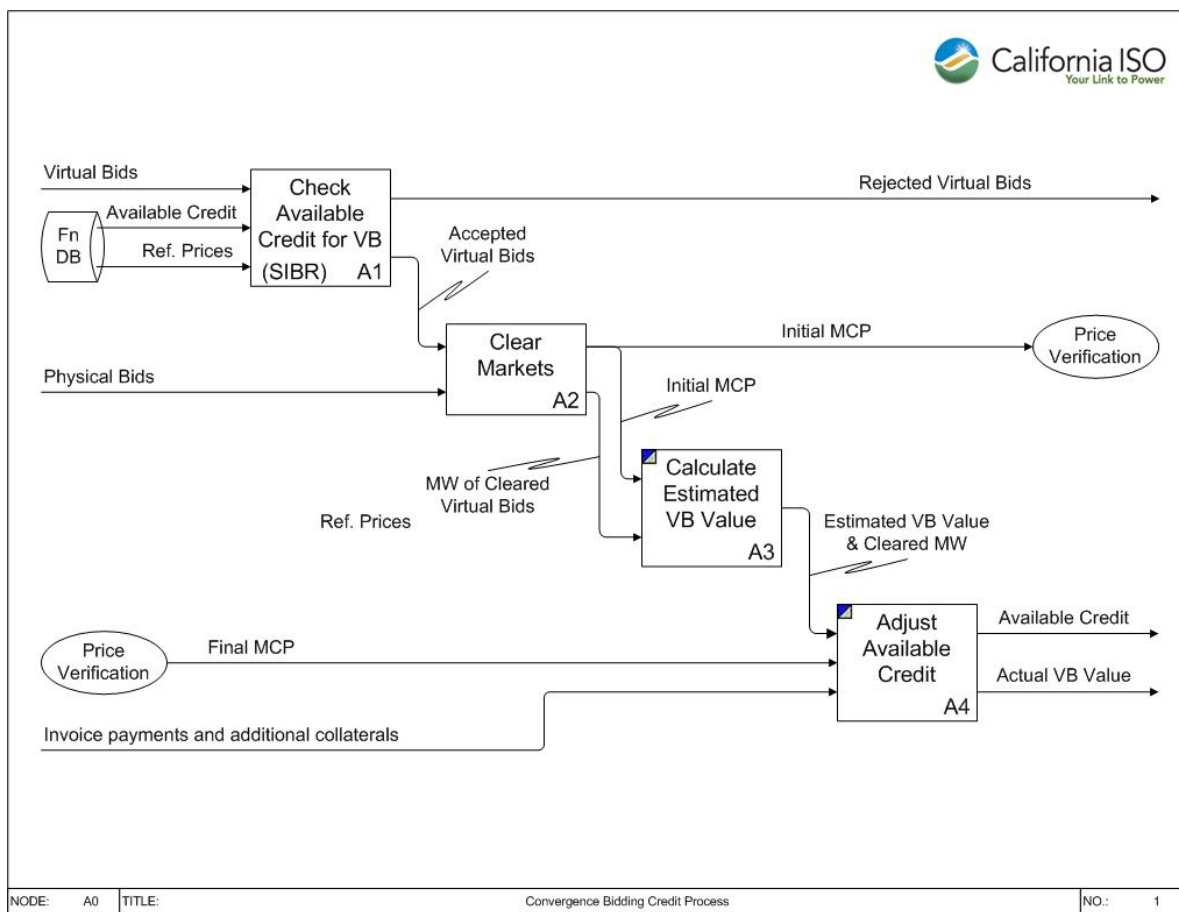 California ISO
Your Link to Power
Virtual Bids
Fn
DB
Available Credit
Ref. Prices
Check
Available
Credit for VB
(SIBR) A1
Rejected Virtual Bids
Accepted
Virtual Bids
Physical Bids
Clear
Markets
A2
Initial MCP
Price
Verification
Initial MCP
MW of Cleared
Virtual Bids
Ref. Prices
Calculate
Estimated
VB Value
A3
Estimated VB Value
& Cleared MW
Price
Verification
Final MCP
Invoice payments and additional collaterals
Adjust
Available
Credit
A4
Available Credit
Actual VB Value
NODE: A0 TITLE: Convergence Bidding Credit Process NO.: 1